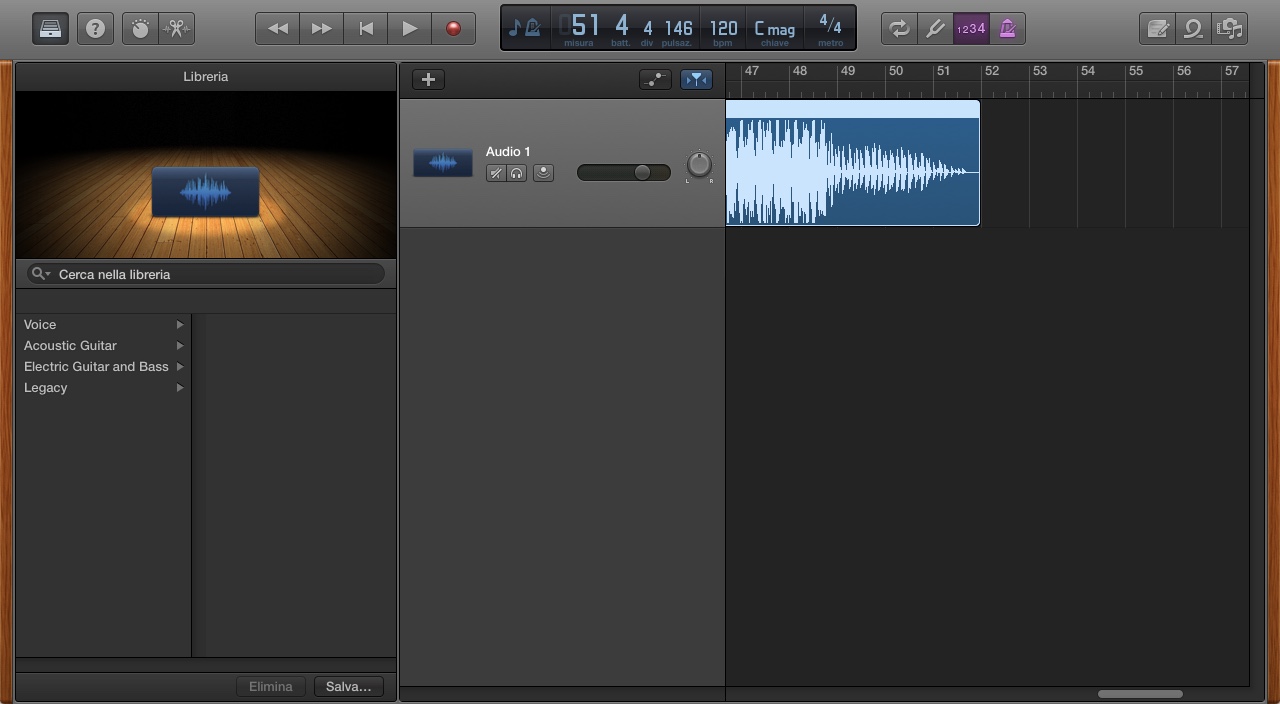 ?
51 4 4 146 120 C mag 4/4
misura batt. div pulsaz. bpm chiave metro
1234
Libreria
Cerca nella libreria
Voice
Acoustic Guitar
Electric Guitar and Bass
Legacy
Elimina Salva...
+
47 48 49 50 51 52 53 54 55 56 57
Audio 1
L R